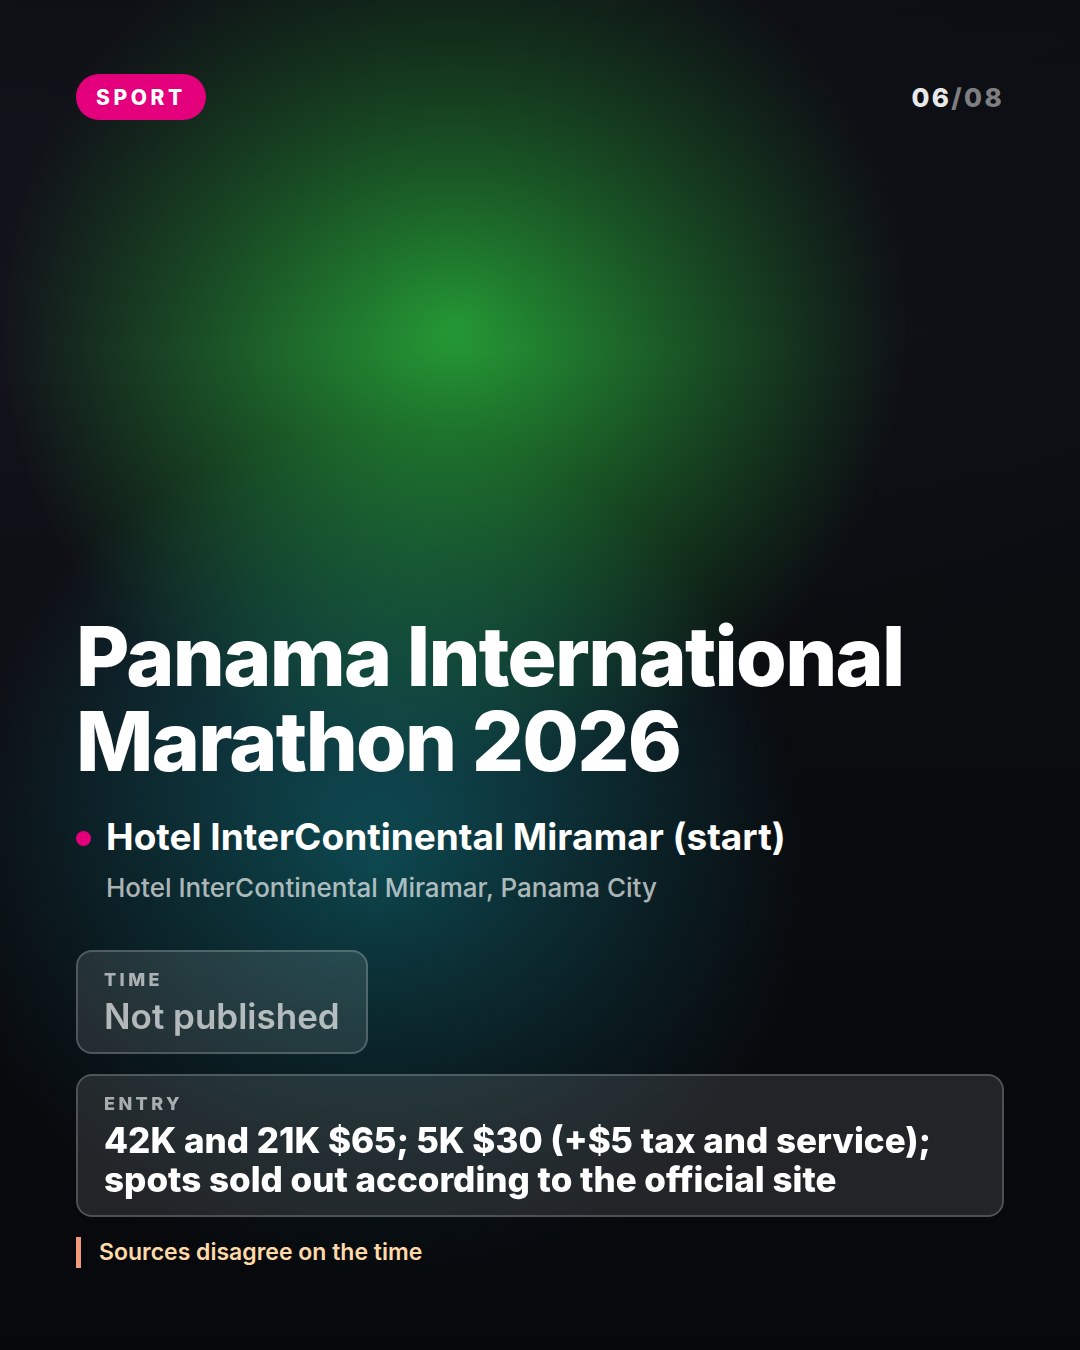 SPORT
06/08
Panama International
Marathon 2026
Hotel InterContinental Miramar (start)
Hotel InterContinental Miramar, Panama City
TIME
Not published
ENTRY
42K and 21K $65; 5K $30 (+$5 tax and service);
spots sold out according to the official site
Sources disagree on the time